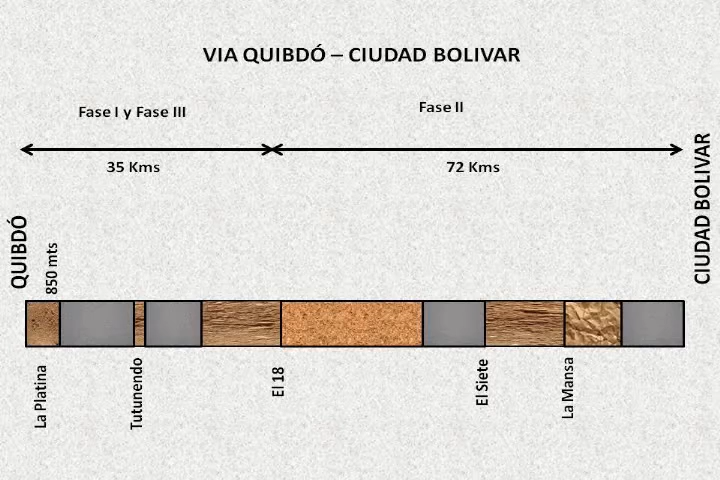 VIA QUIBDÓ – CIUDAD BOLIVAR
Fase I y Fase III
Fase II
35 Kms
72 Kms
QUIBDÓ
850 mts
CIUDAD BOLIVAR
La Platina
Tutunendo
El 18
El Siete
La Mansa